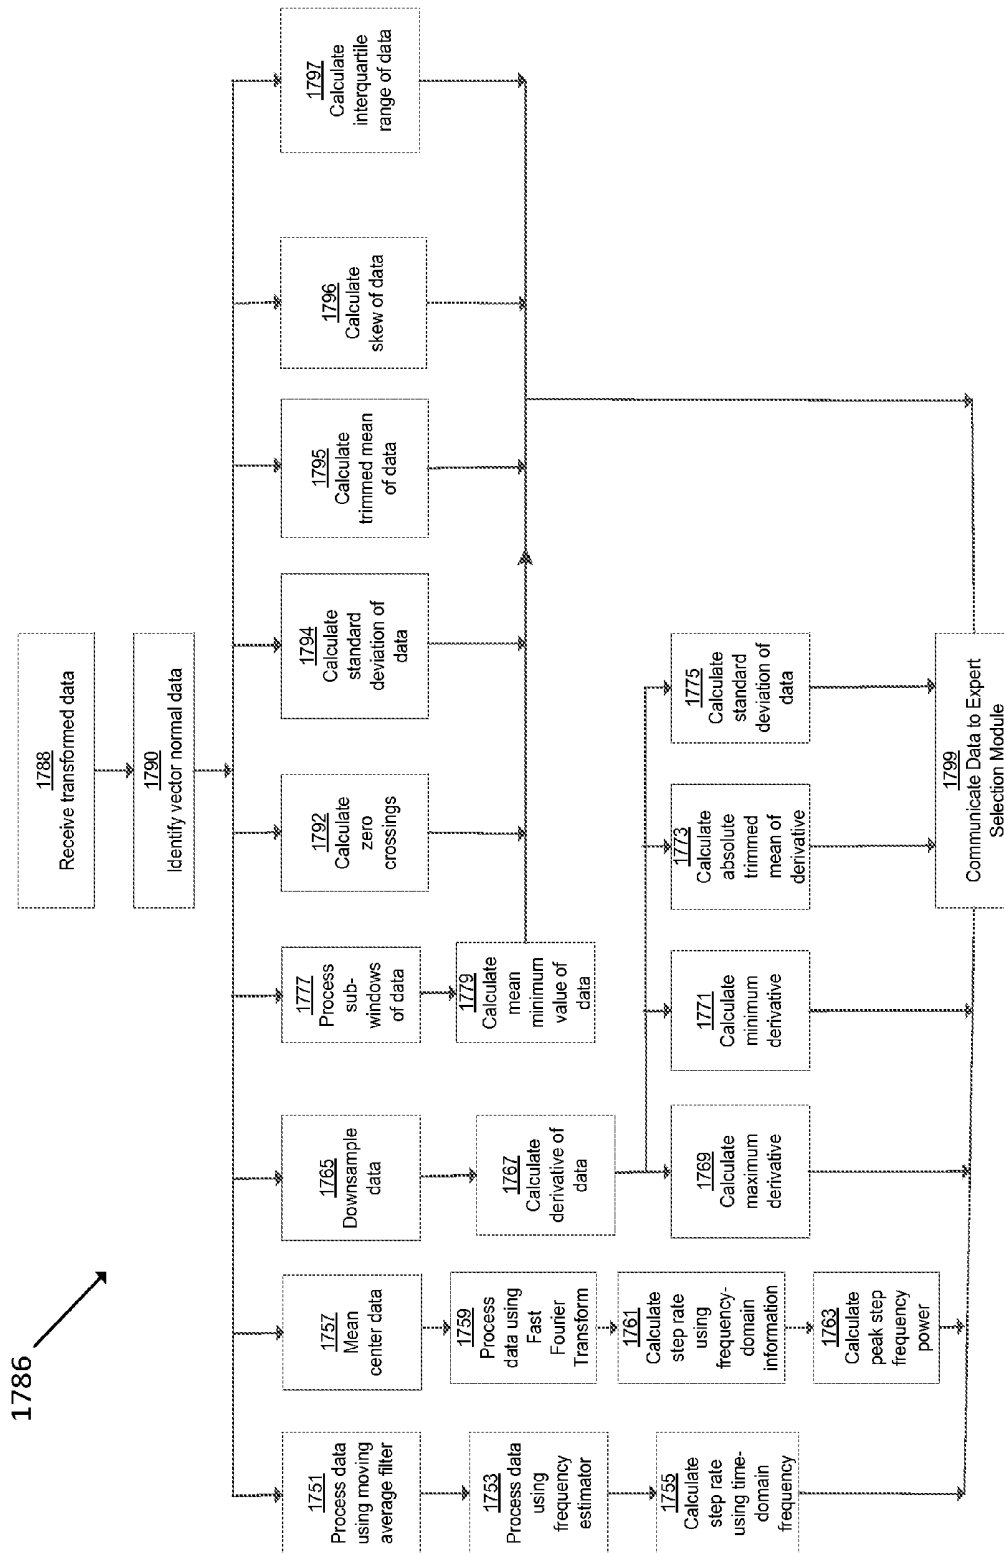 1786
1788
Receive transformed data
1790
Identify vector normal data
1751
Process data
using moving
average filter
1757
Mean
center data
1765
Downsample
data
1777
Process
sub-
windows
of data
1792
Calculate
zero
crossings
1794
Calculate
standard
deviation of
data
1795
Calculate
trimmed mean
of data
1796
Calculate
skew of data
1797
Calculate
interquartile
range of data
1753
Process data
using
frequency
estimator
1759
Process
data using
Fast
Fourier
Transform
1767
Calculate
derivative of
data
1779
Calculate
mean
minimum
value of
data
1755
Calculate
step rate
using time-
domain
frequency
1761
Calculate
step rate
using
frequency-
domain
information
1769
Calculate
maximum
derivative
1771
Calculate
minimum
derivative
1773
Calculate
absolute
trimmed
mean of
derivative
1775
Calculate
standard
deviation of
data
1763
Calculate
peak step
frequency
power
1799
Communicate Data to Expert
Selection Module